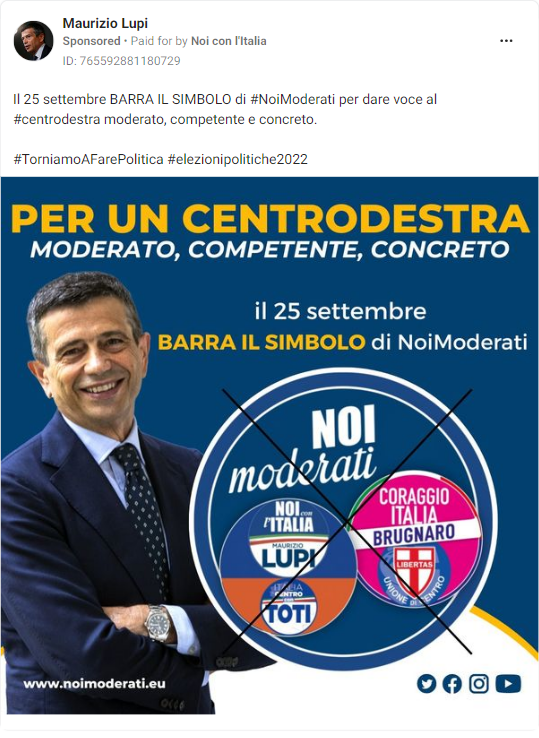 Maurizio Lupi
Sponsored • Paid for by Noi con l'Italia
ID: 765592881180729
Il 25 settembre BARRA IL SIMBOLO di #NoiModerati per dare voce al
#centrodestra moderato, competente e concreto.
#TorniamoAFarePolitica #elezionipolitiche2022
PER UN CENTRODESTRA
MODERATO, COMPETENTE, CONCRETO
il 25 settembre
BARRA IL SIMBOLO di NoiModerati
NOI
moderati
NOI con
l'ITALIA
MAURIZIO
LUPI
ITALIA
CENTRO
TOTI
CORAGGIO
ITALIA
BRUGNARO
LIBERTAS
UNIONE DI CENTRO
www.noimoderati.eu